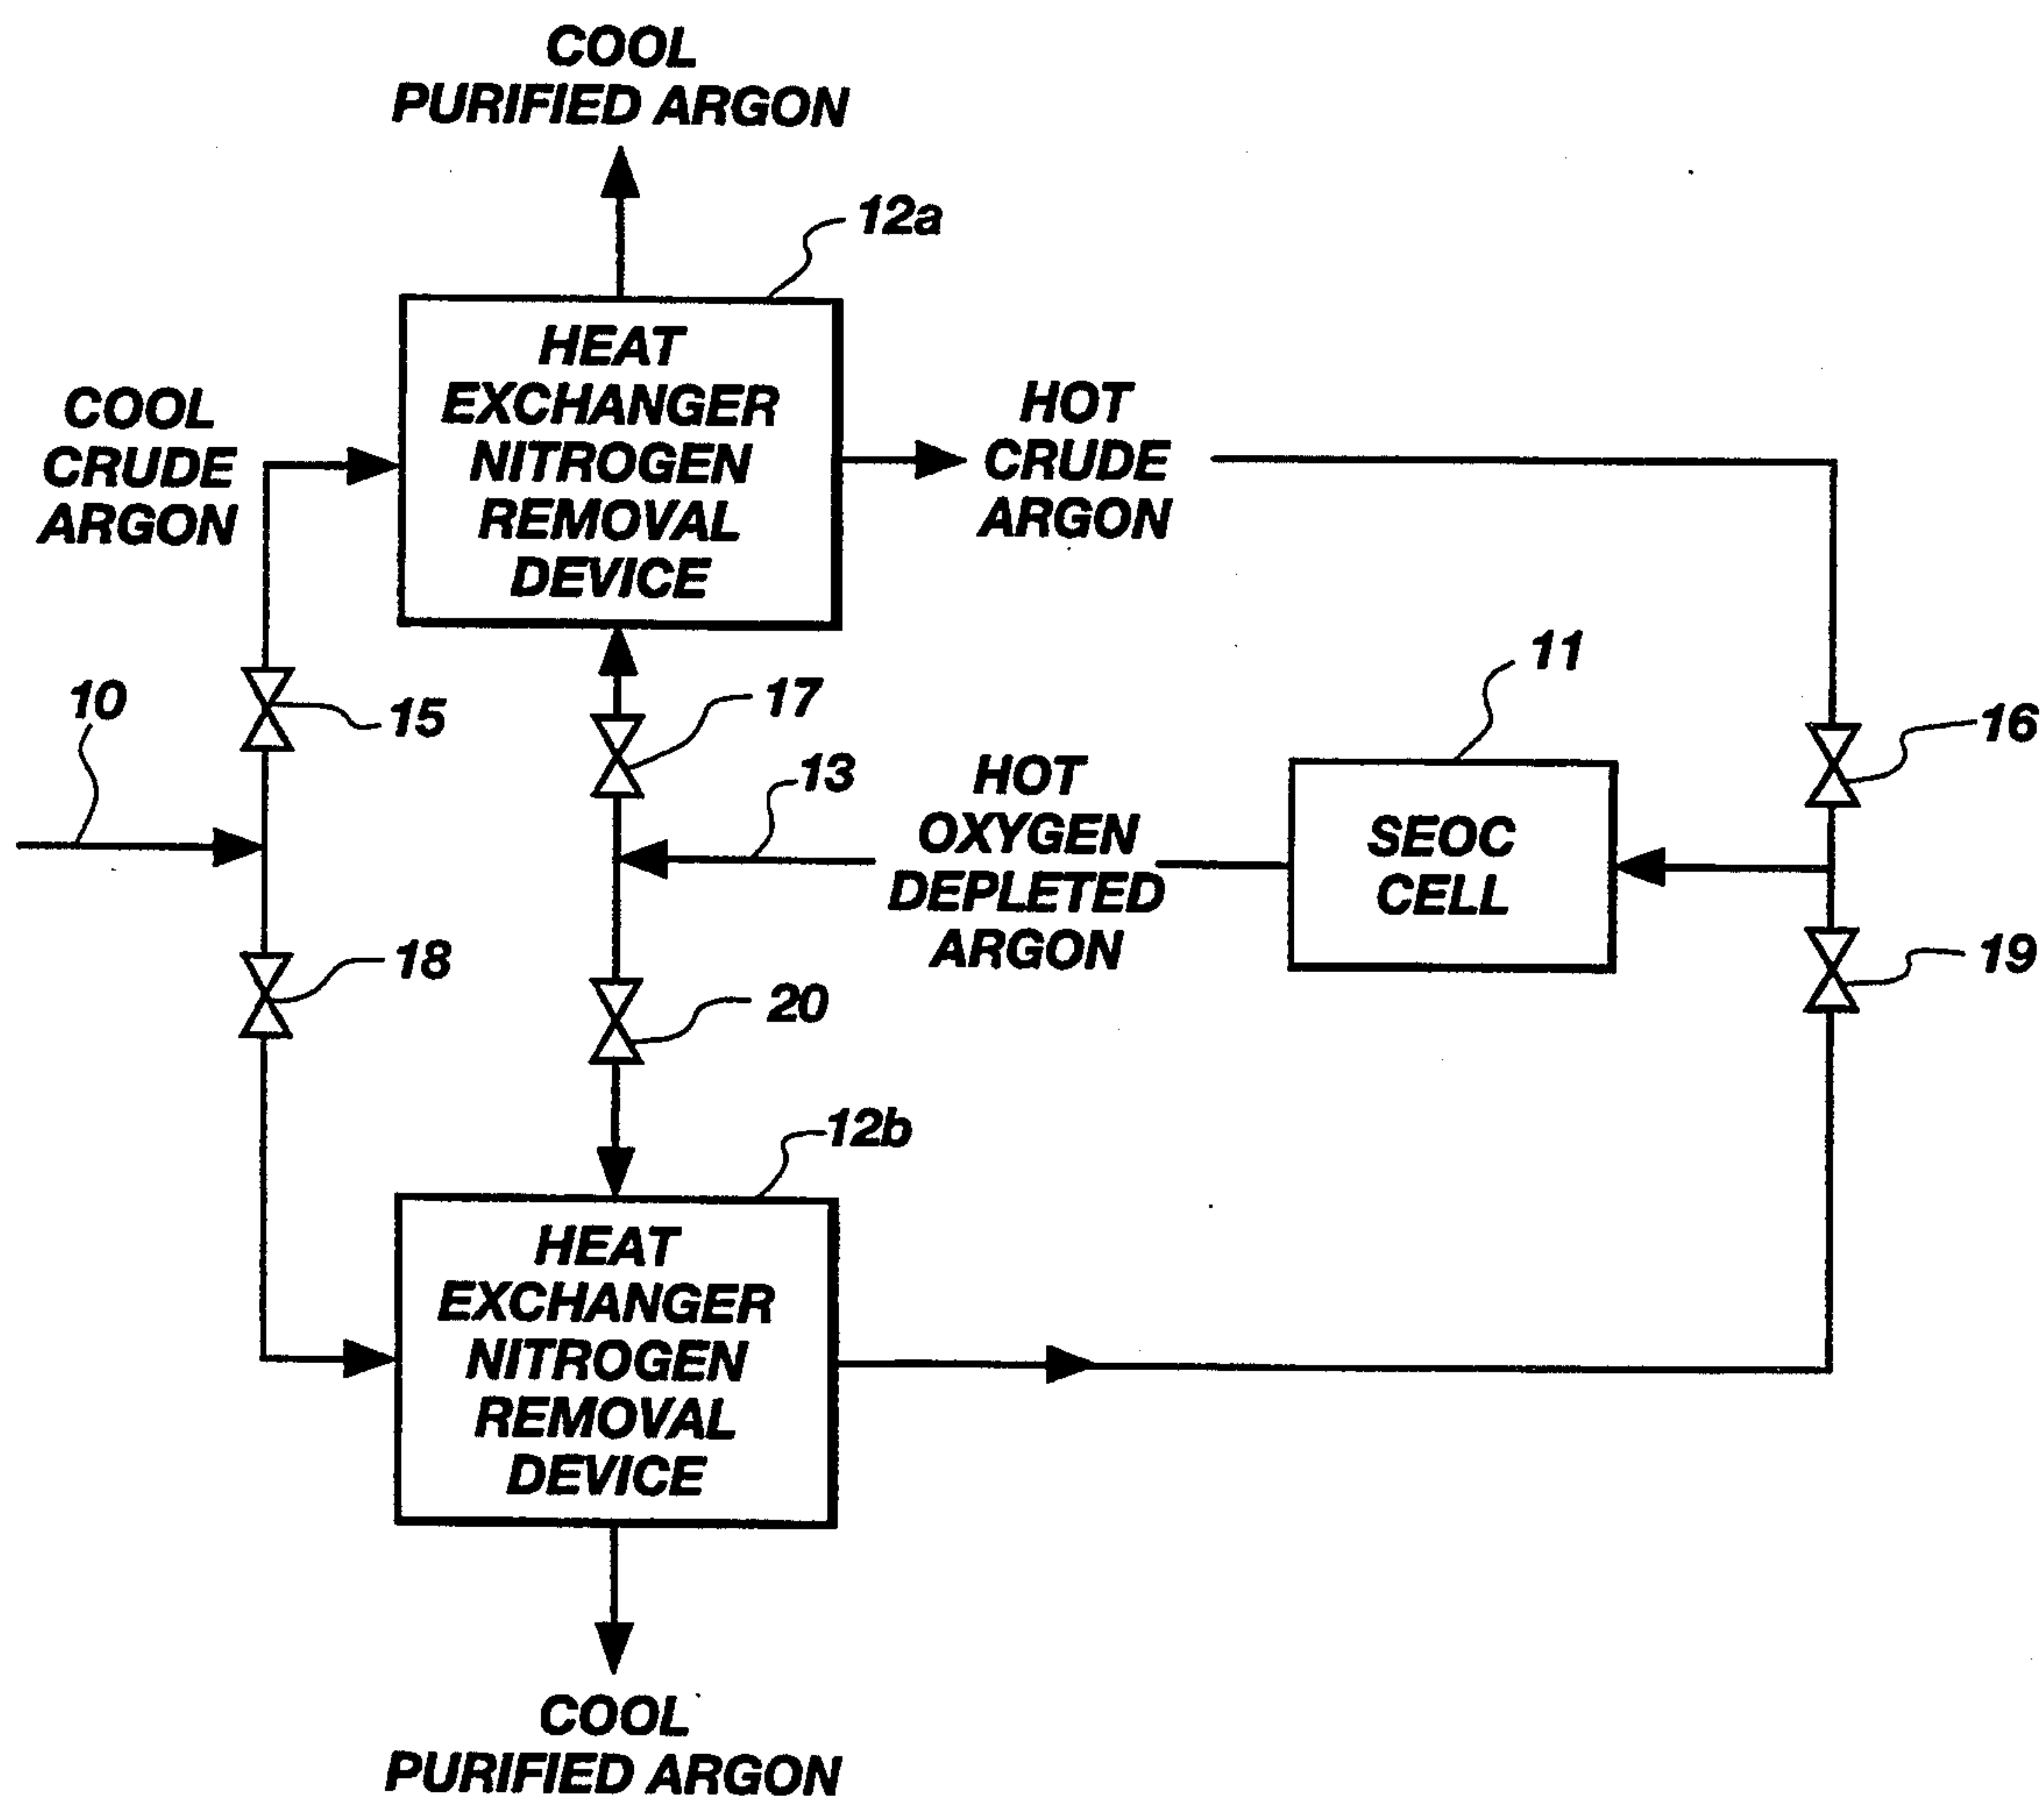 COOL
PURIFIED ARGON
12a
HEAT
EXCHANGER
NITROGEN
REMOVAL
DEVICE
COOL
CRUDE
ARGON
HOT
CRUDE
ARGON
10
15
17
13
11
16
HOT
OXYGEN
DEPLETED
ARGON
SEOC
CELL
18
20
19
12b
HEAT
EXCHANGER
NITROGEN
REMOVAL
DEVICE
COOL
PURIFIED ARGON